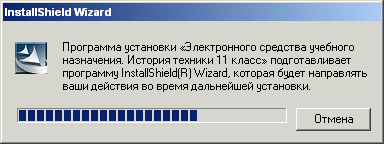 InstallShield Wizard
Программа установки «Электронного средства учебного
назначения. История техники 11 класс» подготавливает
программу InstallShield(R) Wizard, которая будет направлять
ваши действия во время дальнейшей установки.
Отмена